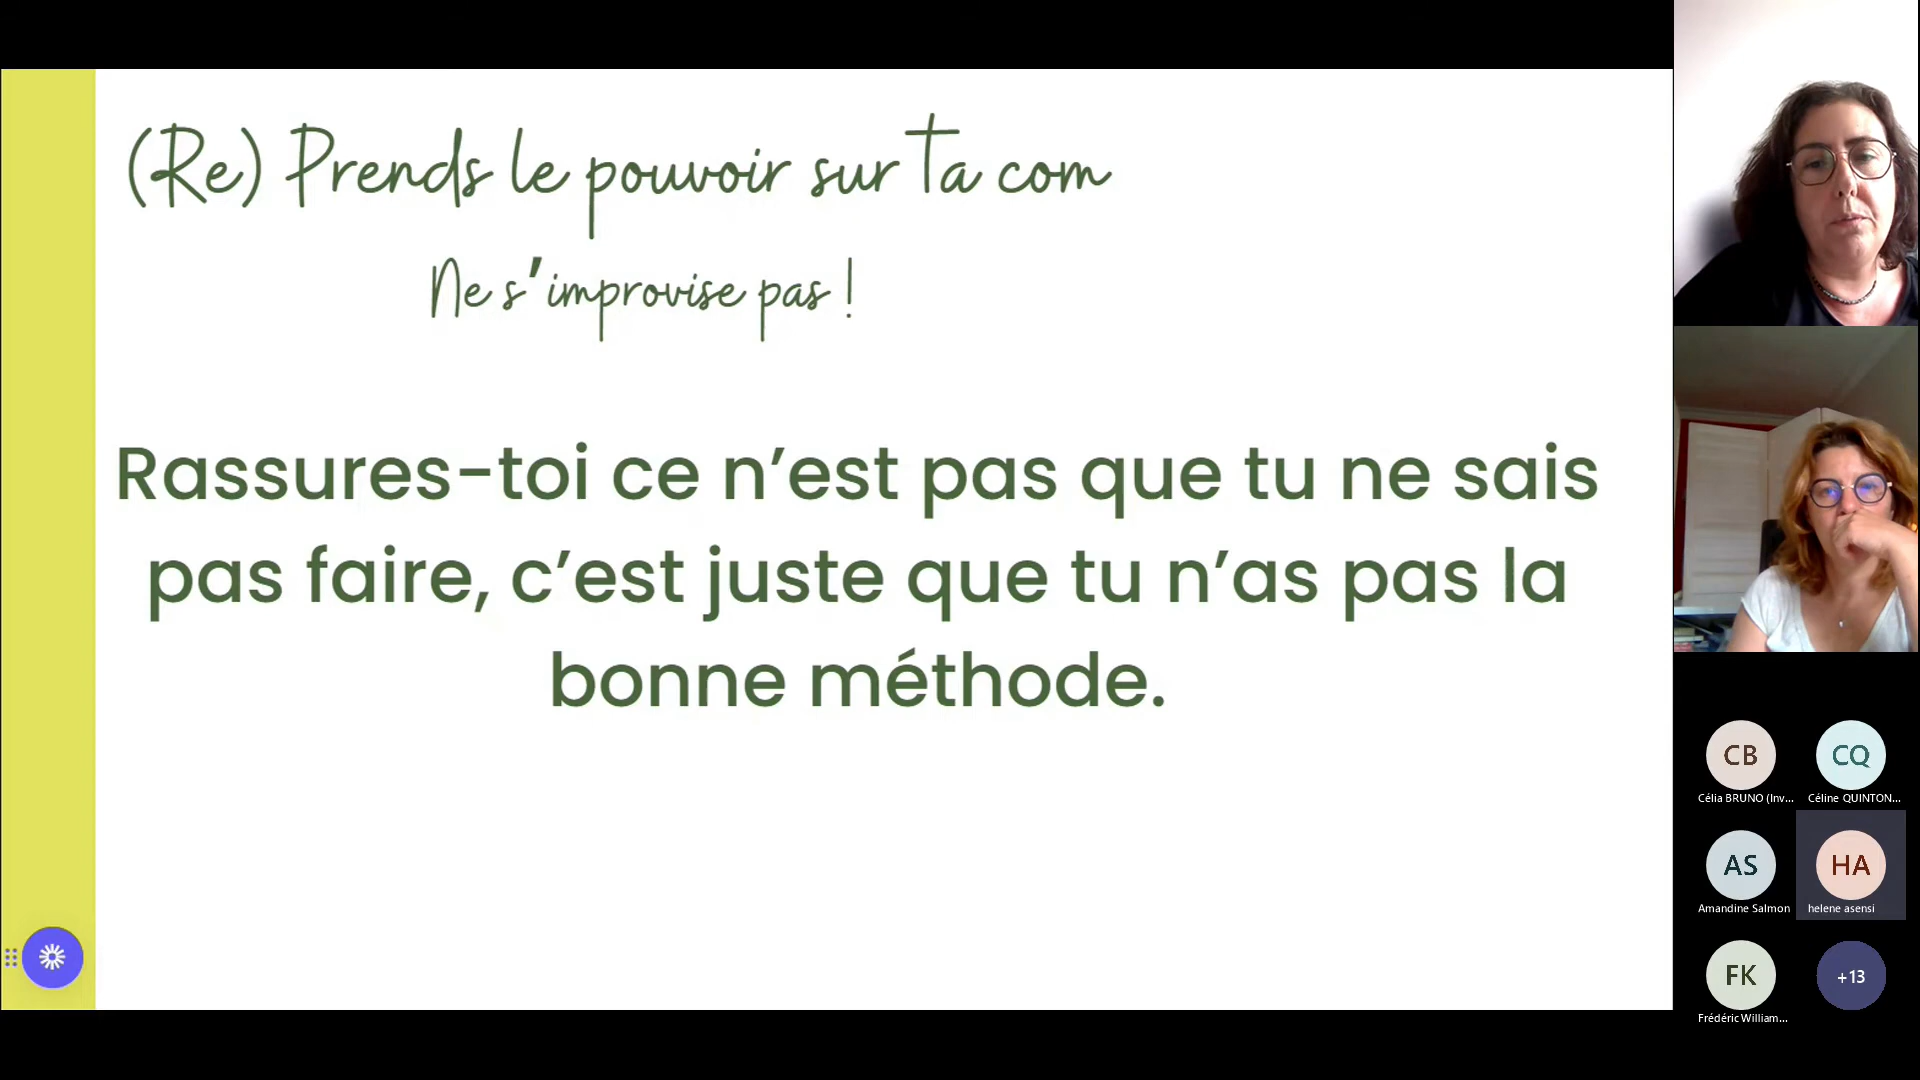 (Re) Prends le pouvoir sur Ta com
Ne s'improvise pas !
Rassures-toi ce n'est pas que tu ne sais
pas faire, c'est juste que tu n'as pas la
bonne méthode.
CB
CQ
Célia BRUNO (Inv...
Céline QUINTON...
AS
HA
Amandine Salmon
helene asensi
FK
+13
Frédéric William...